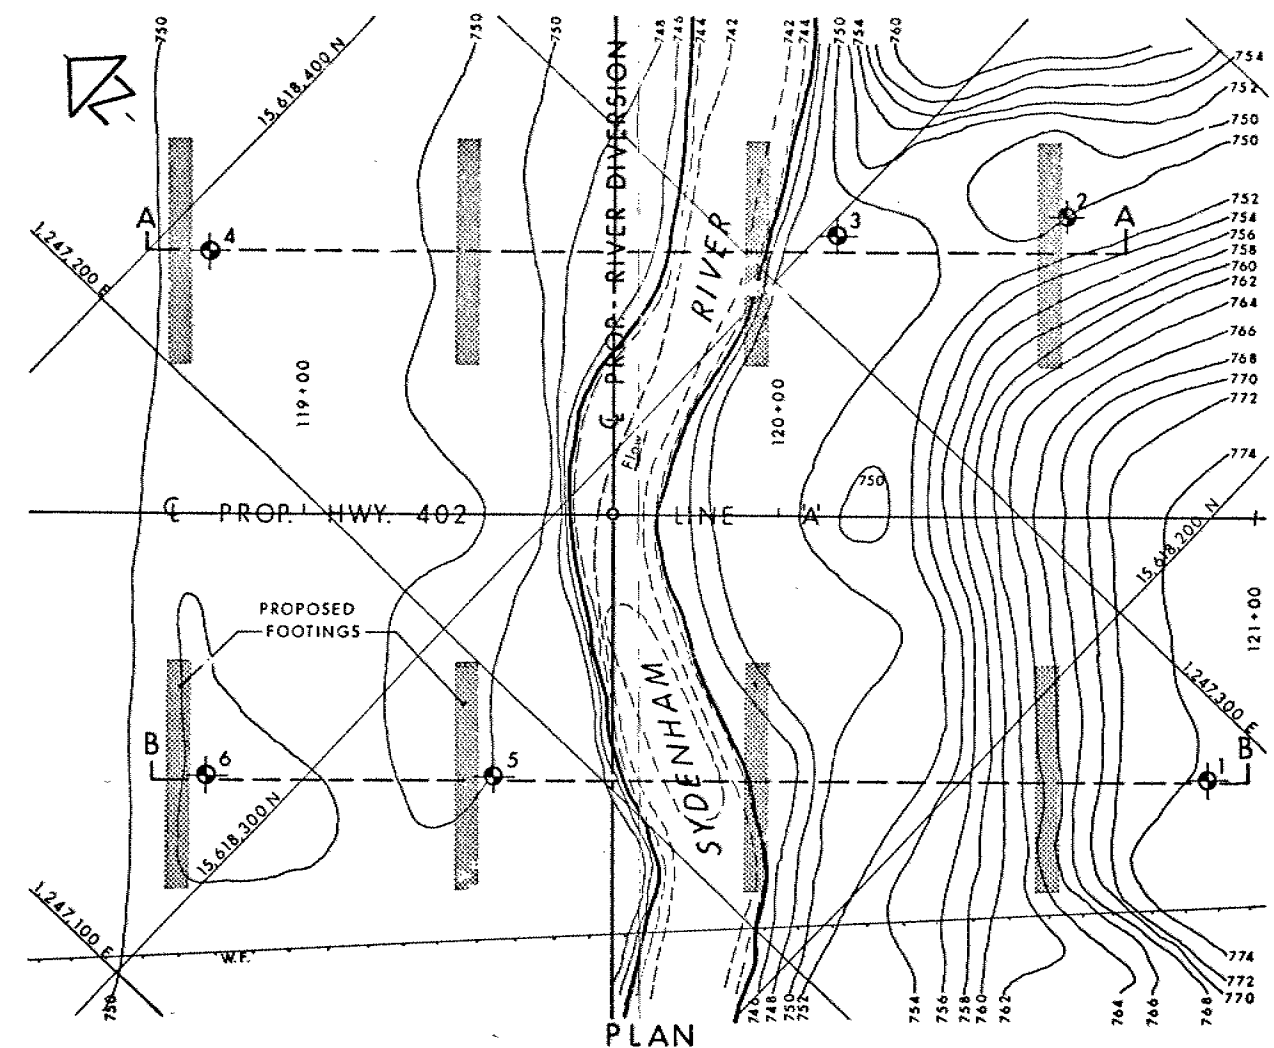 750
750
750
748
746
744
742
742
744
750
754
760
754
752
750
750
15,618,400 N
℄ PROP. RIVER DIVERSION
A
4
3
2
A
1,247,200 E
RIVER
752
754
756
758
760
762
764
766
768
770
772
774
119+00
120+00
Flow
750
℄ PROP. HWY. 402
LINE 'A'
15,618,200 N
PROPOSED
FOOTINGS
121+00
SYDENHAM
1,247,300 E
B
6
5
1
B
15,618,300 N
1,247,100 E
W.F.
774
772
770
750
746
748
750
752
754
756
758
760
762
764
766
768
PLAN